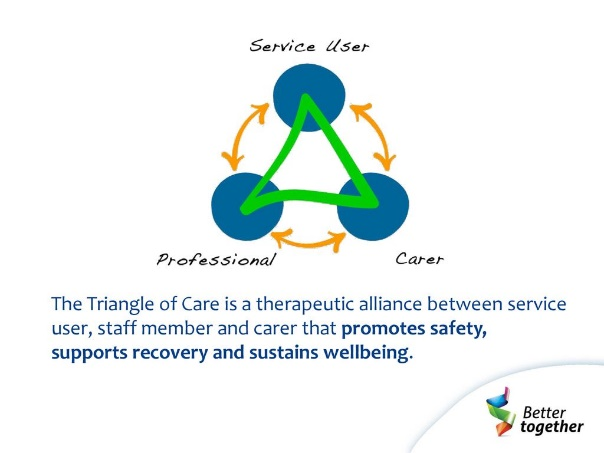 Service User
Professional
Carer
The Triangle of Care is a therapeutic alliance between service
user, staff member and carer that promotes safety,
supports recovery and sustains wellbeing.
Better
together